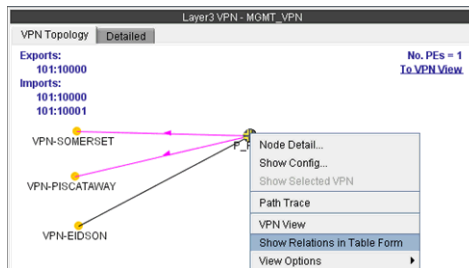 Layer3 VPN - MGMT_VPN
VPN Topology Detailed
Exports:
101:10000
Imports:
101:10000
101:10001
No. PEs = 1
To VPN View
VPN-SOMERSET
VPN-PISCATAWAY
VPN-EIDSON
Node Detail...
Show Config...
Show Selected VPN
Path Trace
VPN View
Show Relations in Table Form
View Options